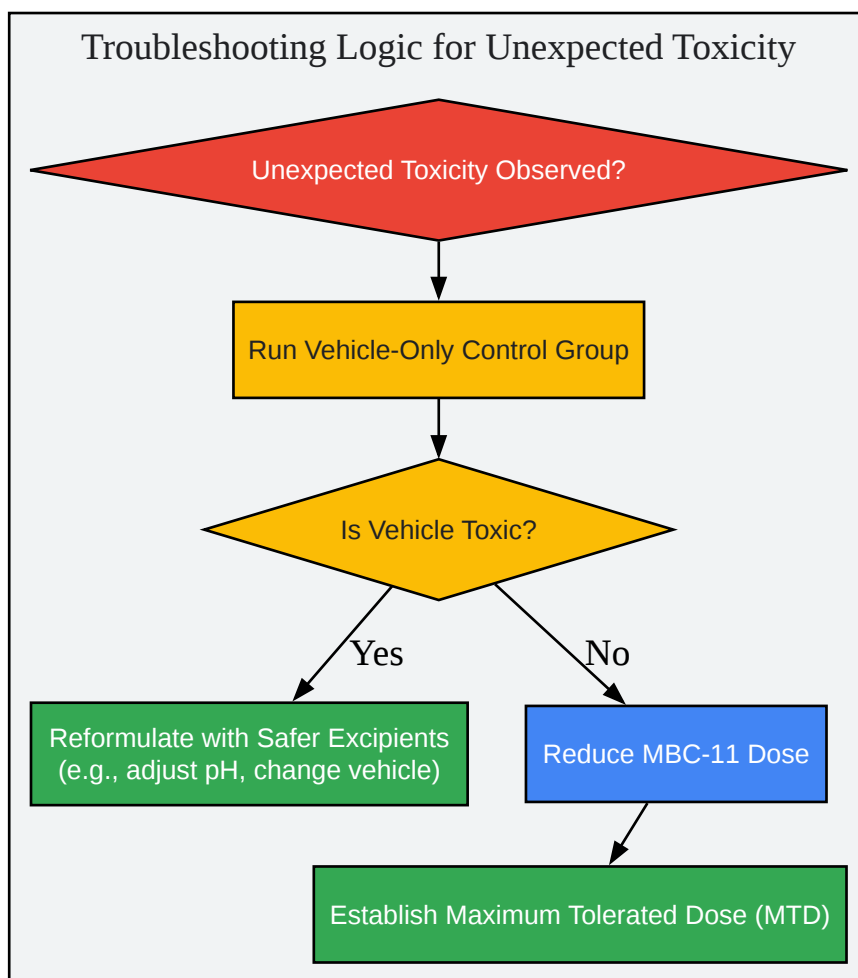 Troubleshooting Logic for Unexpected Toxicity
Unexpected Toxicity Observed?
Run Vehicle-Only Control Group
Is Vehicle Toxic?
Yes
No
Reformulate with Safer Excipients
(e.g., adjust pH, change vehicle)
Reduce MBC-11 Dose
Establish Maximum Tolerated Dose (MTD)